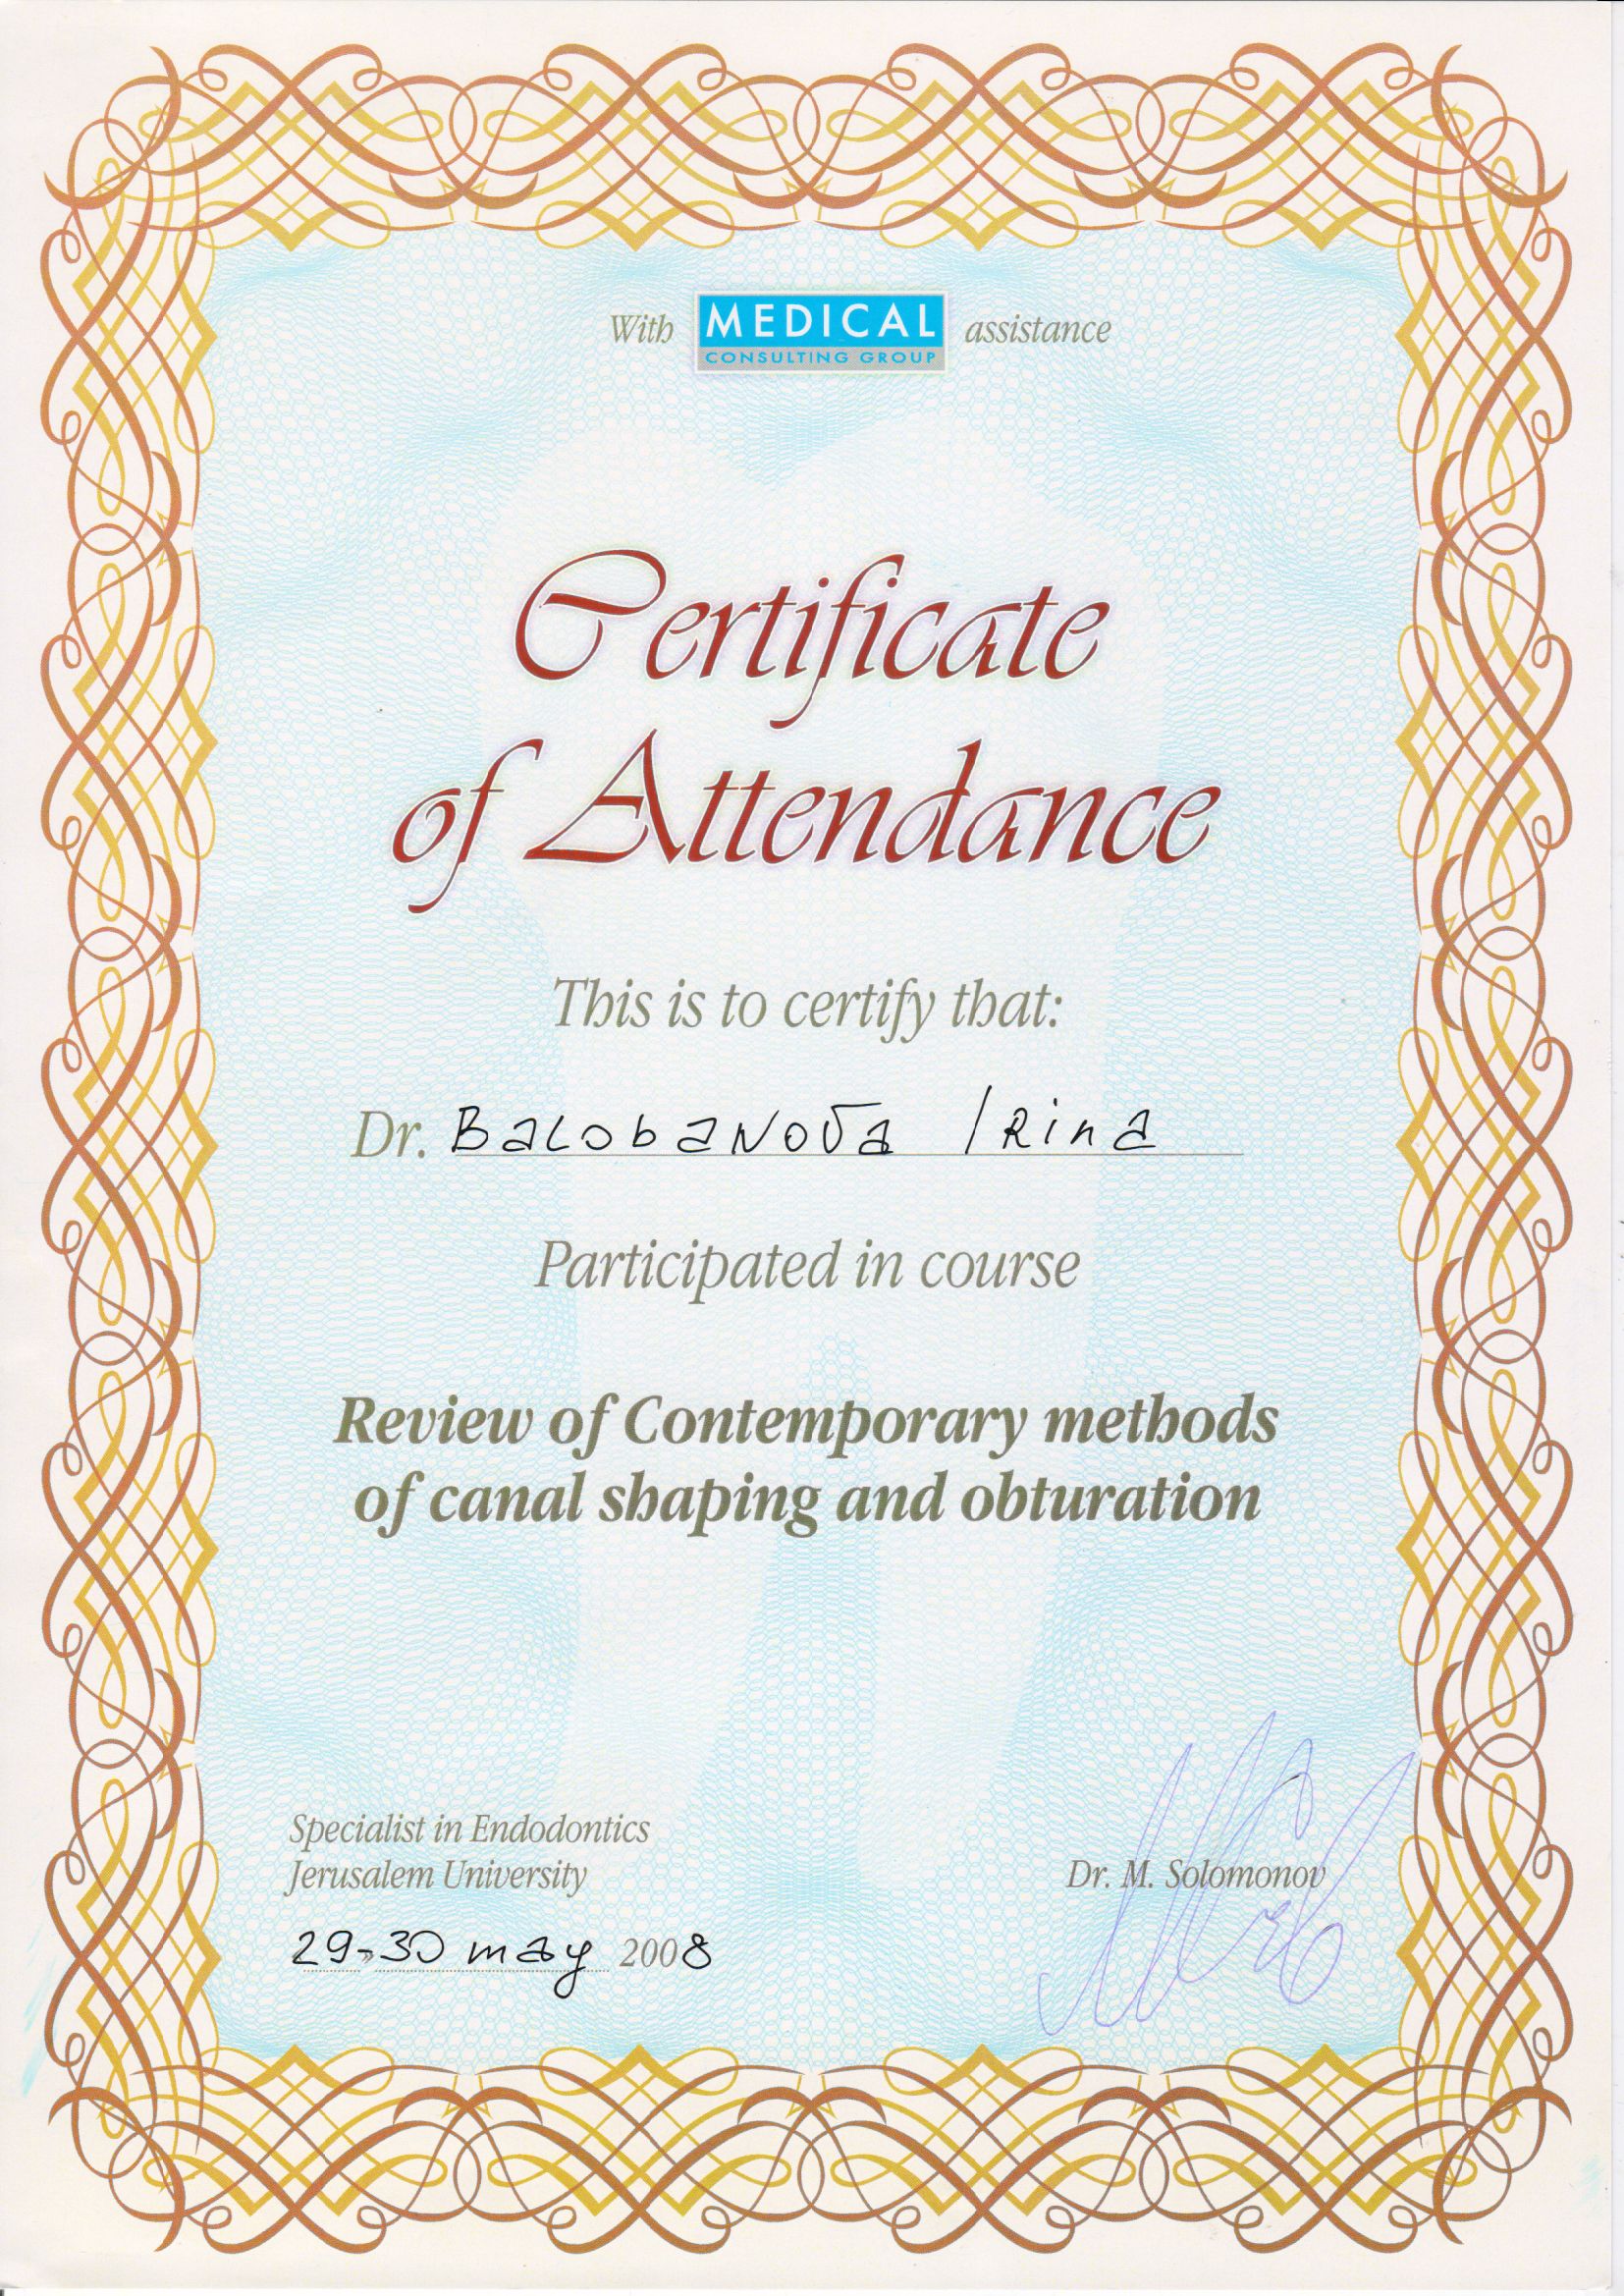 With MEDICAL CONSULTING GROUP assistance
Certificate
of Attendance
This is to certify that:
Dr. Balobanova Irina
Participated in course
Review of Contemporary methods
of canal shaping and obturation
Specialist in Endodontics
Jerusalem University
Dr. M. Solomonov
29-30 may 2008